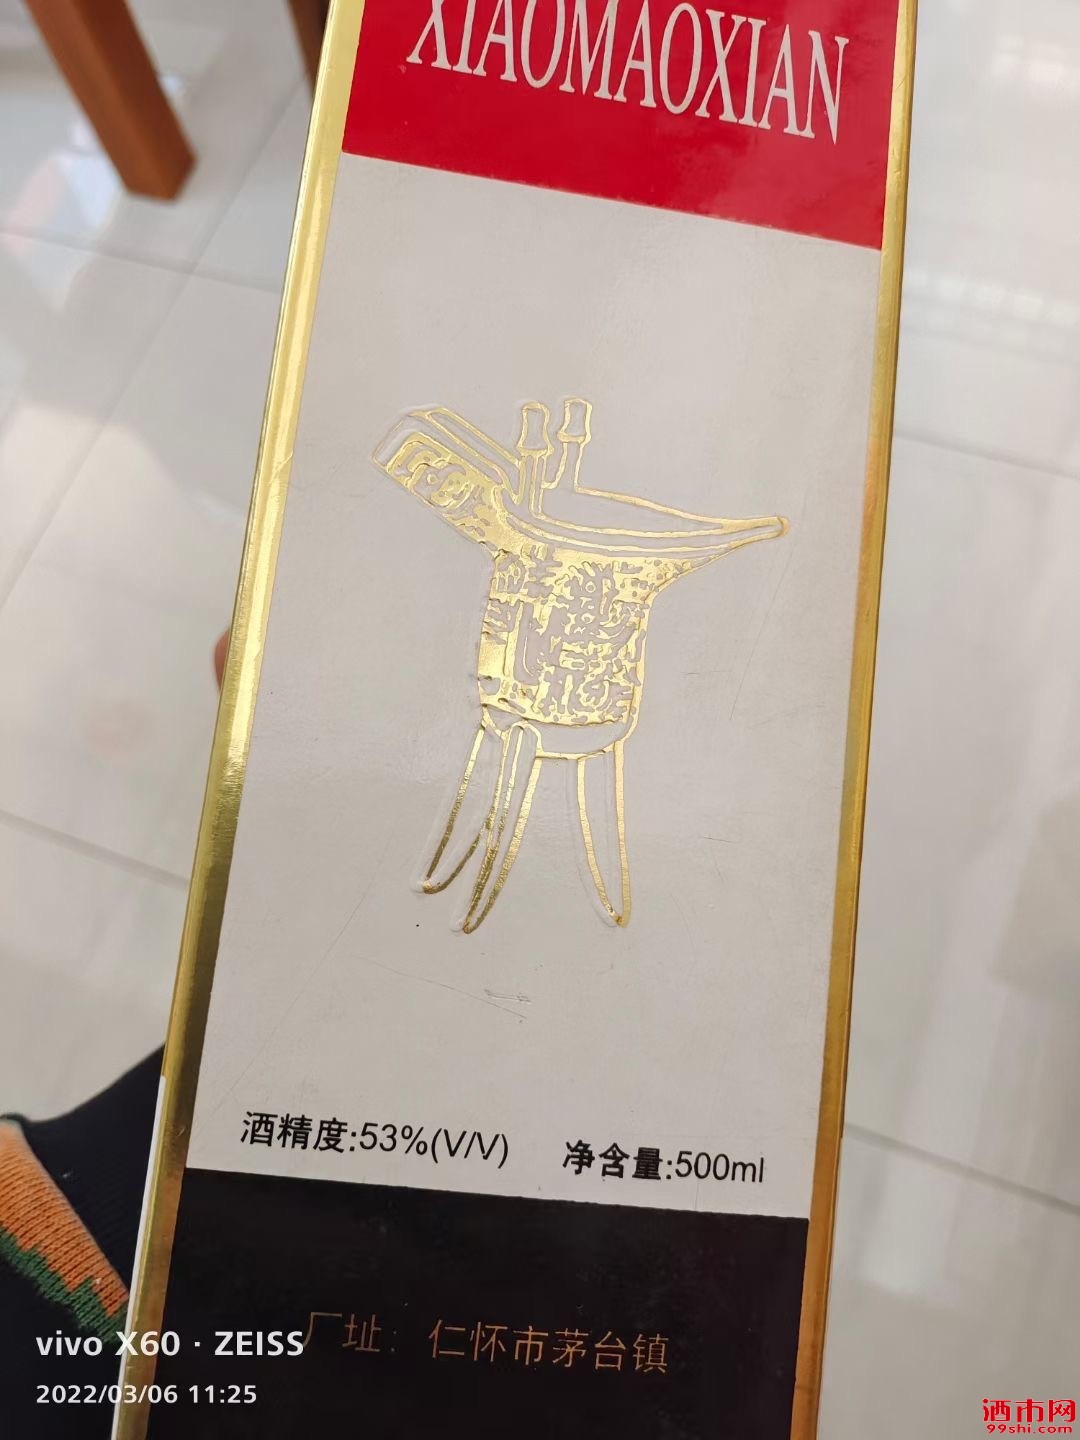 XIAOMAOXIAN
酒精度:53%(V/V) 净含量:500ml
厂址: 仁怀市茅台镇
vivo X60 · ZEISS
2022/03/06 11:25
酒市网
99shi.com